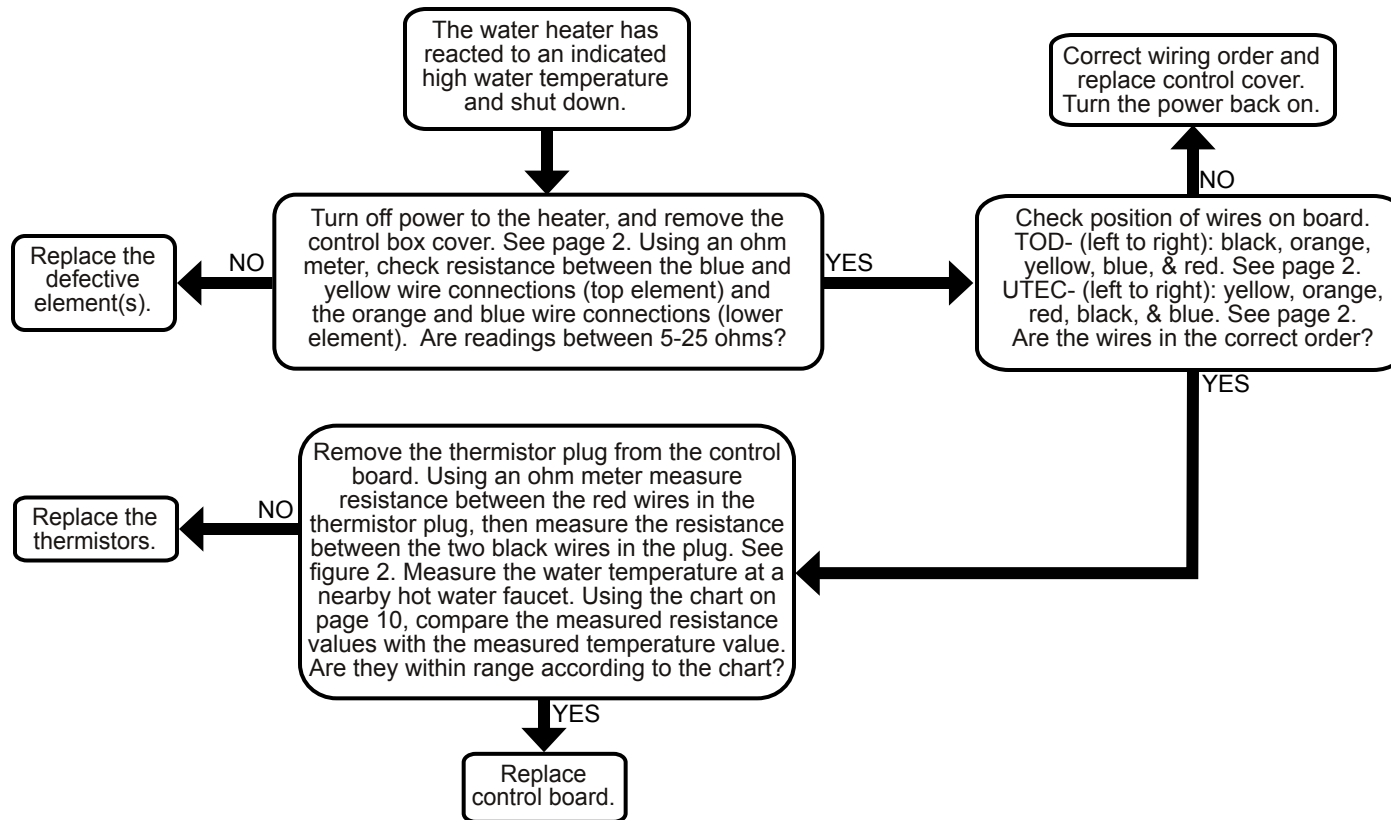 The water heater has
reacted to an indicated
high water temperature
and shut down.
Correct wiring order and
replace control cover.
Turn the power back on.
NO
Replace the
defective
element(s).
NO
Turn off power to the heater, and remove the
control box cover. See page 2. Using an ohm
meter, check resistance between the blue and
yellow wire connections (top element) and
the orange and blue wire connections (lower
element).  Are readings between 5-25 ohms?
YES
Check position of wires on board.
TOD- (left to right): black, orange,
yellow, blue, & red. See page 2.
UTEC- (left to right): yellow, orange,
red, black, & blue. See page 2.
Are the wires in the correct order?
YES
Replace the
thermistors.
NO
Remove the thermistor plug from the control
board. Using an ohm meter measure
resistance between the red wires in the
thermistor plug, then measure the resistance
between the two black wires in the plug. See
figure 2. Measure the water temperature at a
nearby hot water faucet. Using the chart on
page 10, compare the measured resistance
values with the measured temperature value.
Are they within range according to the chart?
YES
Replace
control board.